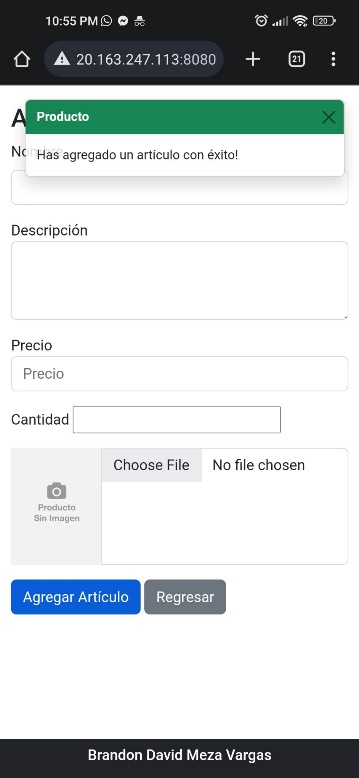 10:55 PM
20
20.163.247.113:8080
21
A
Producto
Has agregado un artículo con éxito!
Descripción
Precio
Precio
Cantidad
Choose File No file chosen
Producto
Sin Imagen
Agregar Artículo Regresar
Brandon David Meza Vargas